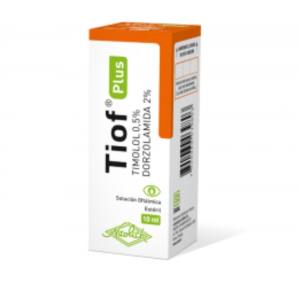 Tiof® Plus
TIMOLOL 0,5%
DORZOLAMIDA 2%
Solución Oftálmica
Estéril
10 ml